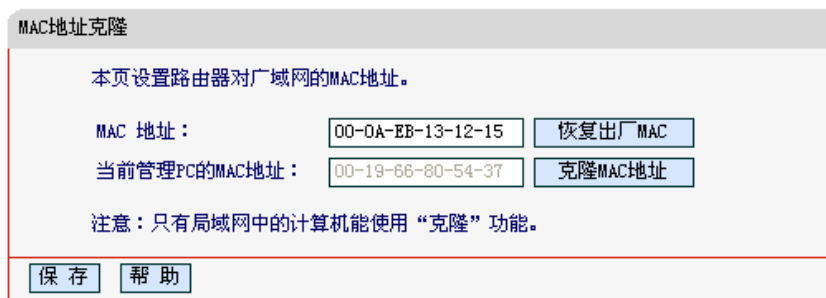 MAC地址克隆
本页设置路由器对广域网的MAC地址。
MAC 地址： 00-0A-EB-13-12-15 恢复出厂MAC
当前管理PC的MAC地址： 00-19-66-80-54-37 克隆MAC地址
注意：只有局域网中的计算机能使用“克隆”功能。
保 存 帮 助